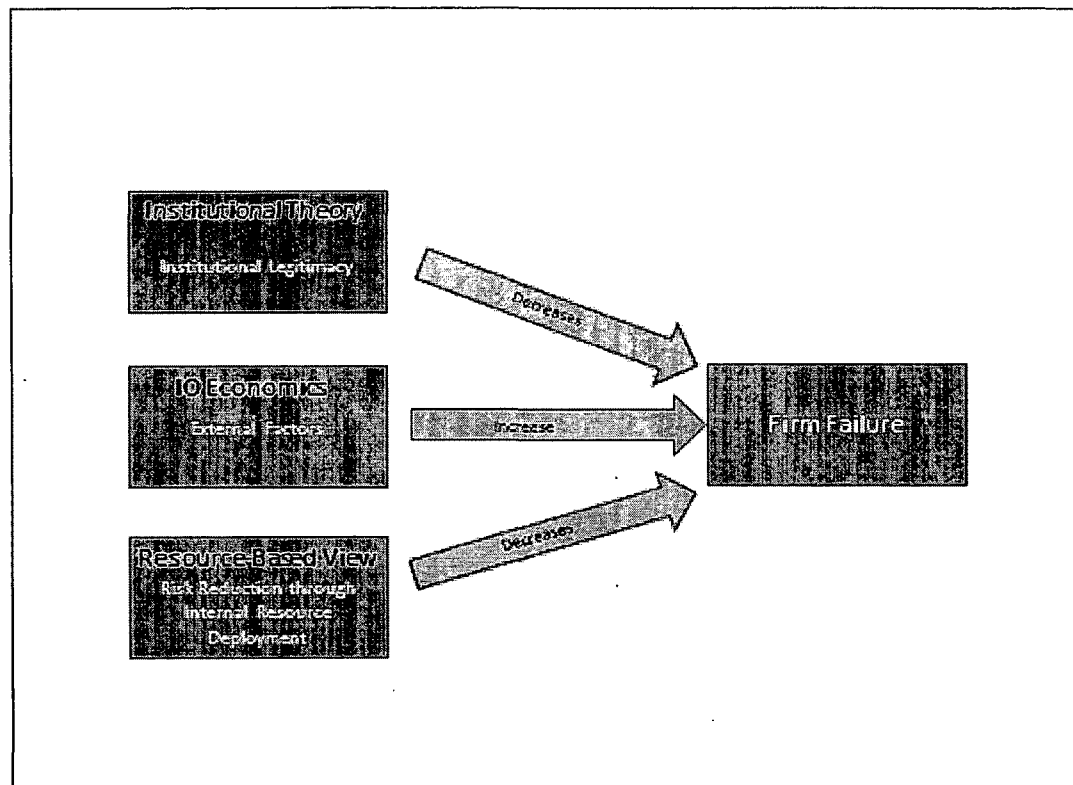 Institutional Theory
Institutional Legitimacy
Decreases
IO Economics
External Factors
Increase
Firm Failure
Resource-Based View
Risk Reduction through
Internal Resource
Deployment
Decreases